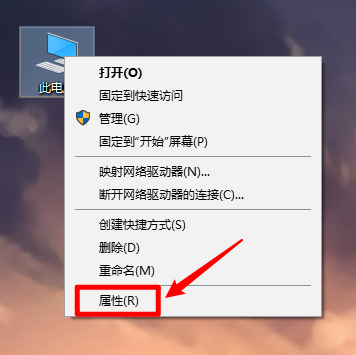 此电
打开(O)
固定到快速访问
管理(G)
固定到"开始"屏幕(P)
映射网络驱动器(N)...
断开网络驱动器的连接(C)...
创建快捷方式(S)
删除(D)
重命名(M)
属性(R)